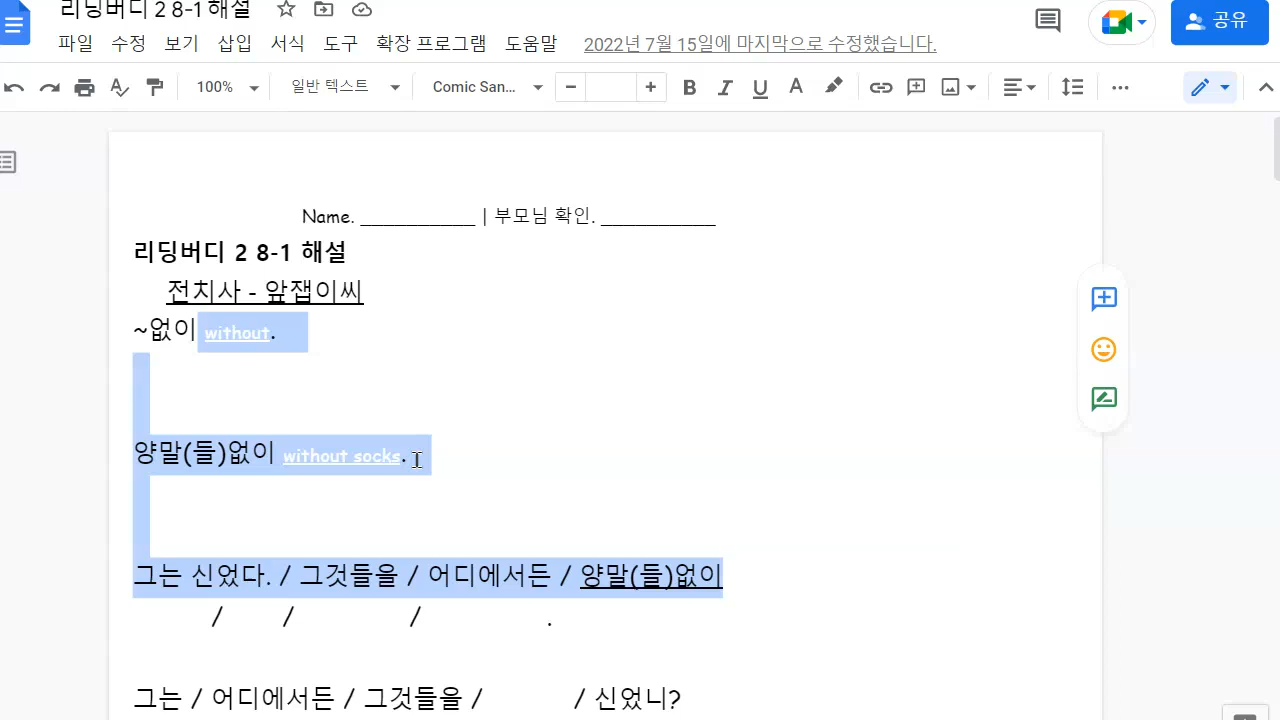 리딩버디 2 8-1 해설
공유
파일 수정 보기 삽입 서식 도구 확장 프로그램 도움말 2022년 7월 15일에 마지막으로 수정했습니다.
100% 일반 텍스트 Comic San... − + B I U A ...
Name. ____________ | 부모님 확인. ____________
리딩버디 2 8-1 해설
전치사 - 앞잽이씨
~없이 without.
양말(들)없이 without socks.
그는 신었다. / 그것들을 / 어디에서든 / 양말(들)없이
/ / / .
그는 / 어디에서든 / 그것들을 / / 신었니?